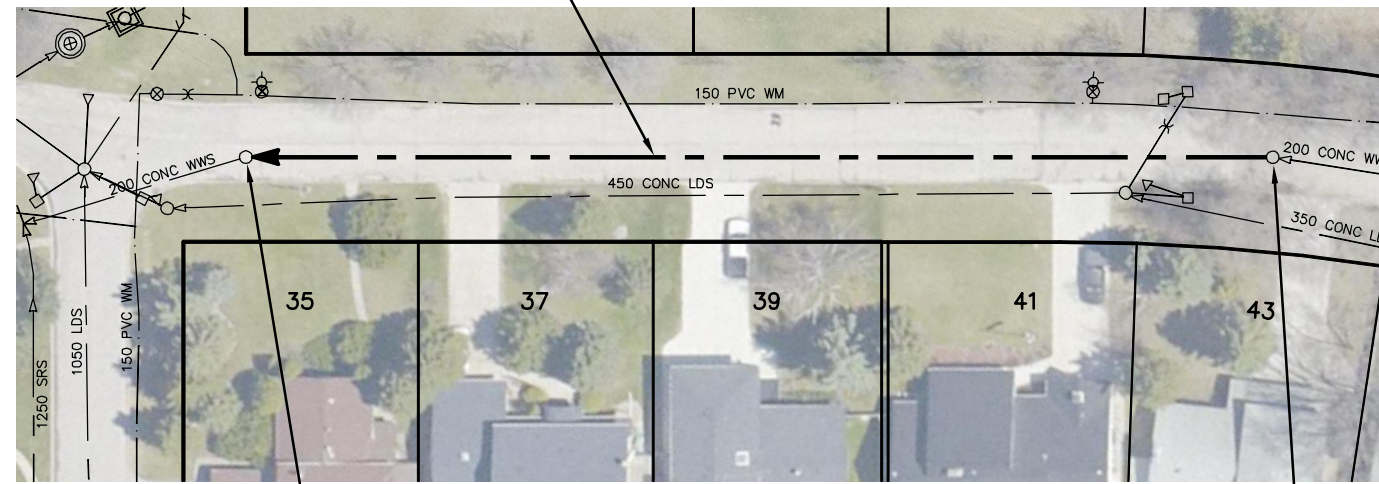 150 PVC WM
200 CONC WWS
200 CONC WW
450 CONC LDS
350 CONC L
35
37
39
41
43
1050 LDS
150 PVC WM
1250 SRS